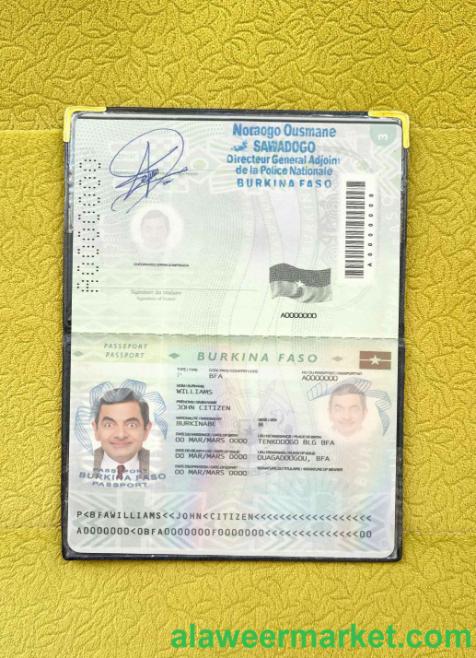 Noraogo Ousmane
SAWADOGO
Directeur General Adjoint
de la Police Nationale
BURKINA FASO
3
A0000000
A0000000
Signature du titulaire
Signature of bearer
A0000000
PASSEPORT
PASSPORT
BURKINA FASO
P
BFA
A0000000
WILLIAMS
JOHN CITIZEN
BURKINABE
M
00 MAR/MARS 0000
TENKODOGO BLG BFA
00 MAR/MARS 0000
OUAGADOUGOU, BFA
00 MAR/MARS 0000
PASSEPORT
BURKINA FASO
PASSPORT
P<BFAWILLIAMS<<JOHN<CITIZEN<<<<<<<<<<<<<<<<<
A0000000<0BFA0000000F0000000<<<<<<<<<<<<<<00
alaweermarket.com